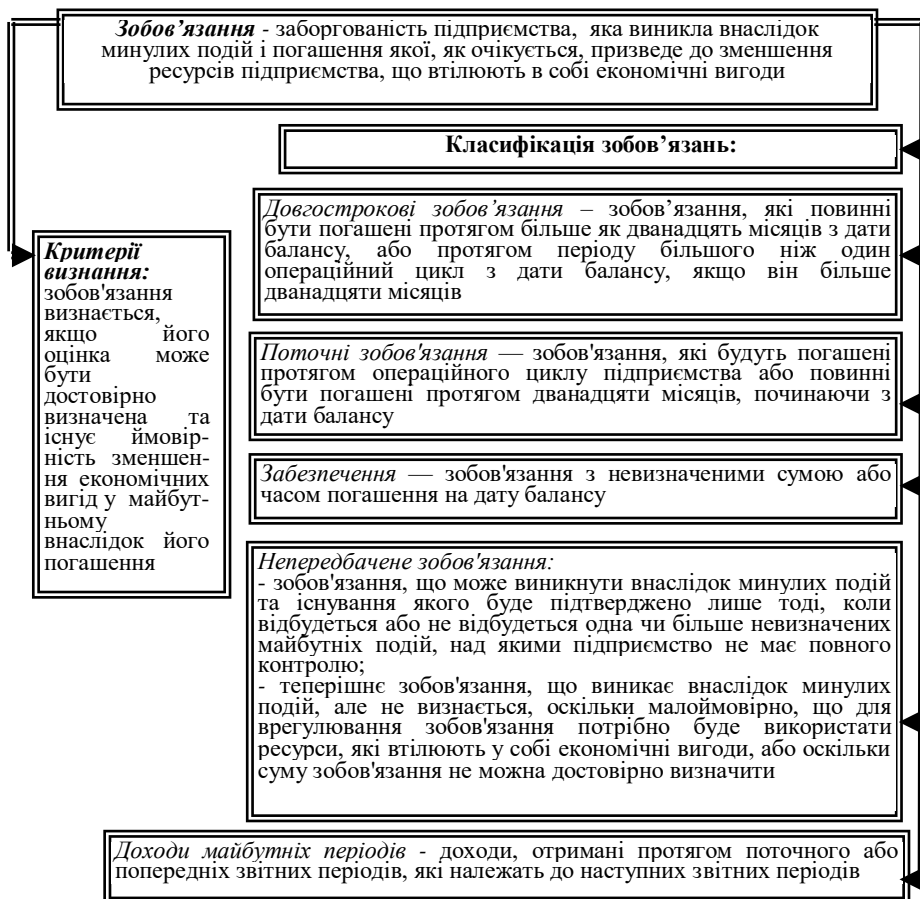 Зобов’язання - заборгованість підприємства, яка виникла внаслідок
минулих подій і погашення якої, як очікується, призведе до зменшення
ресурсів підприємства, що втілюють в собі економічні вигоди
Класифікація зобов’язань:
Критерії
визнання:
зобов'язання
визнається,
якщо його
оцінка може
бути
достовірно
визначена та
існує ймовір-
ність зменшен-
ня економічних
вигід у майбут-
ньому
внаслідок його
погашення
Довгострокові зобов’язання – зобов’язання, які повинні
бути погашені протягом більше як дванадцять місяців з дати
балансу, або протягом періоду більшого ніж один
операційний цикл з дати балансу, якщо він більше
дванадцяти місяців
Поточні зобов'язання — зобов'язання, які будуть погашені
протягом операційного циклу підприємства або повинні
бути погашені протягом дванадцяти місяців, починаючи з
дати балансу
Забезпечення — зобов'язання з невизначеними сумою або
часом погашення на дату балансу
Непередбачене зобов'язання:
- зобов'язання, що може виникнути внаслідок минулих подій
та існування якого буде підтверджено лише тоді, коли
відбудеться або не відбудеться одна чи більше невизначених
майбутніх подій, над якими підприємство не має повного
контролю;
- теперішнє зобов'язання, що виникає внаслідок минулих
подій, але не визнається, оскільки малоймовірно, що для
врегулювання зобов'язання потрібно буде використати
ресурси, які втілюють у собі економічні вигоди, або оскільки
суму зобов'язання не можна достовірно визначити
Доходи майбутніх періодів - доходи, отримані протягом поточного або
попередніх звітних періодів, які належать до наступних звітних періодів